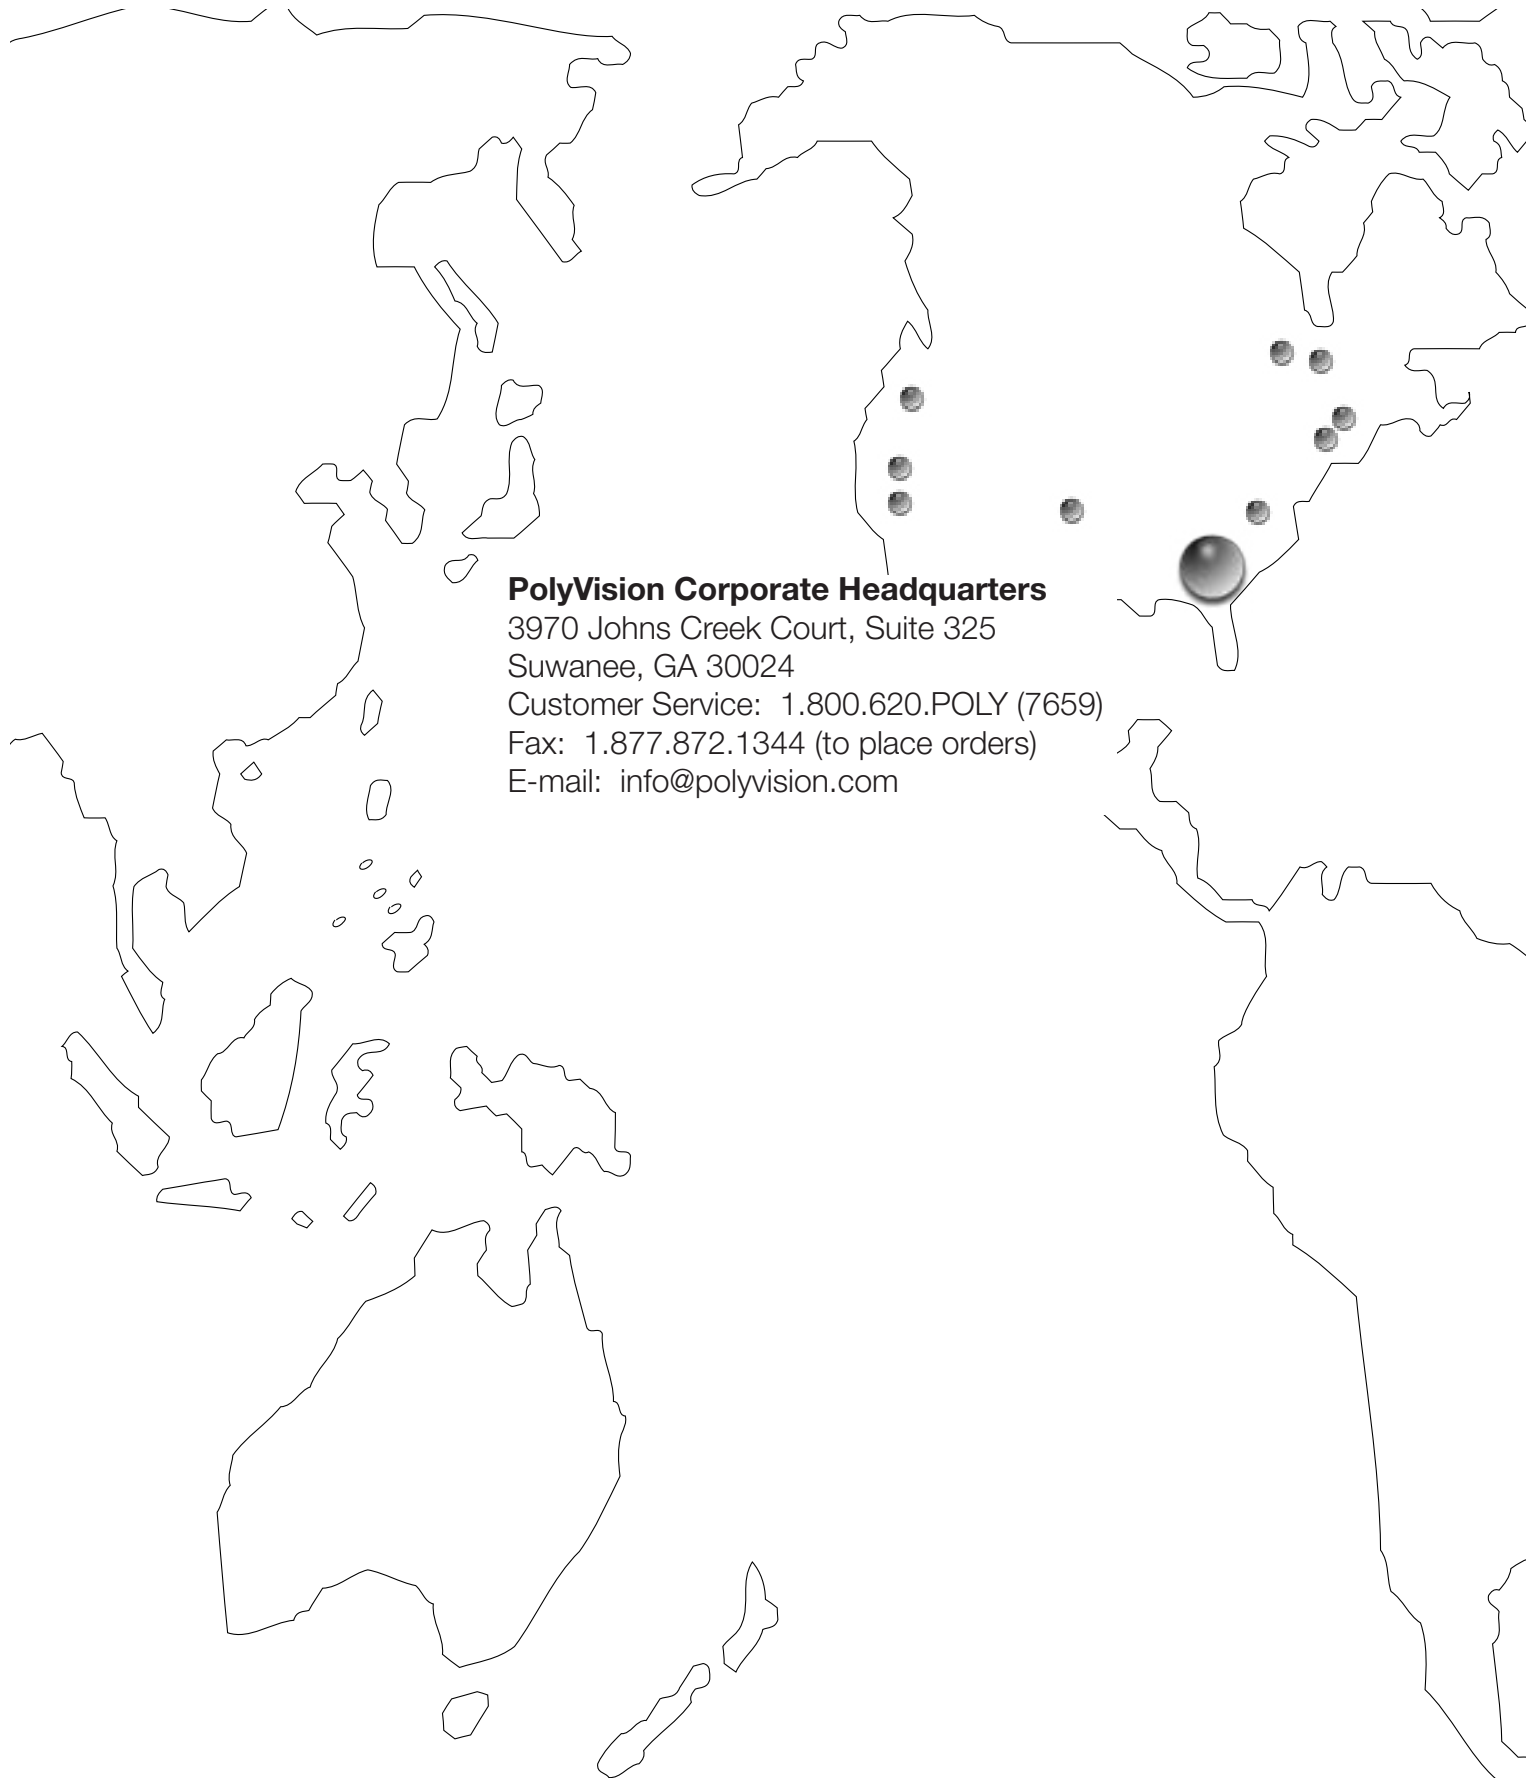 PolyVision Corporate Headquarters
3970 Johns Creek Court, Suite 325
Suwanee, GA 30024
Customer Service:  1.800.620.POLY (7659)
Fax:  1.877.872.1344 (to place orders)
E-mail:  info@polyvision.com